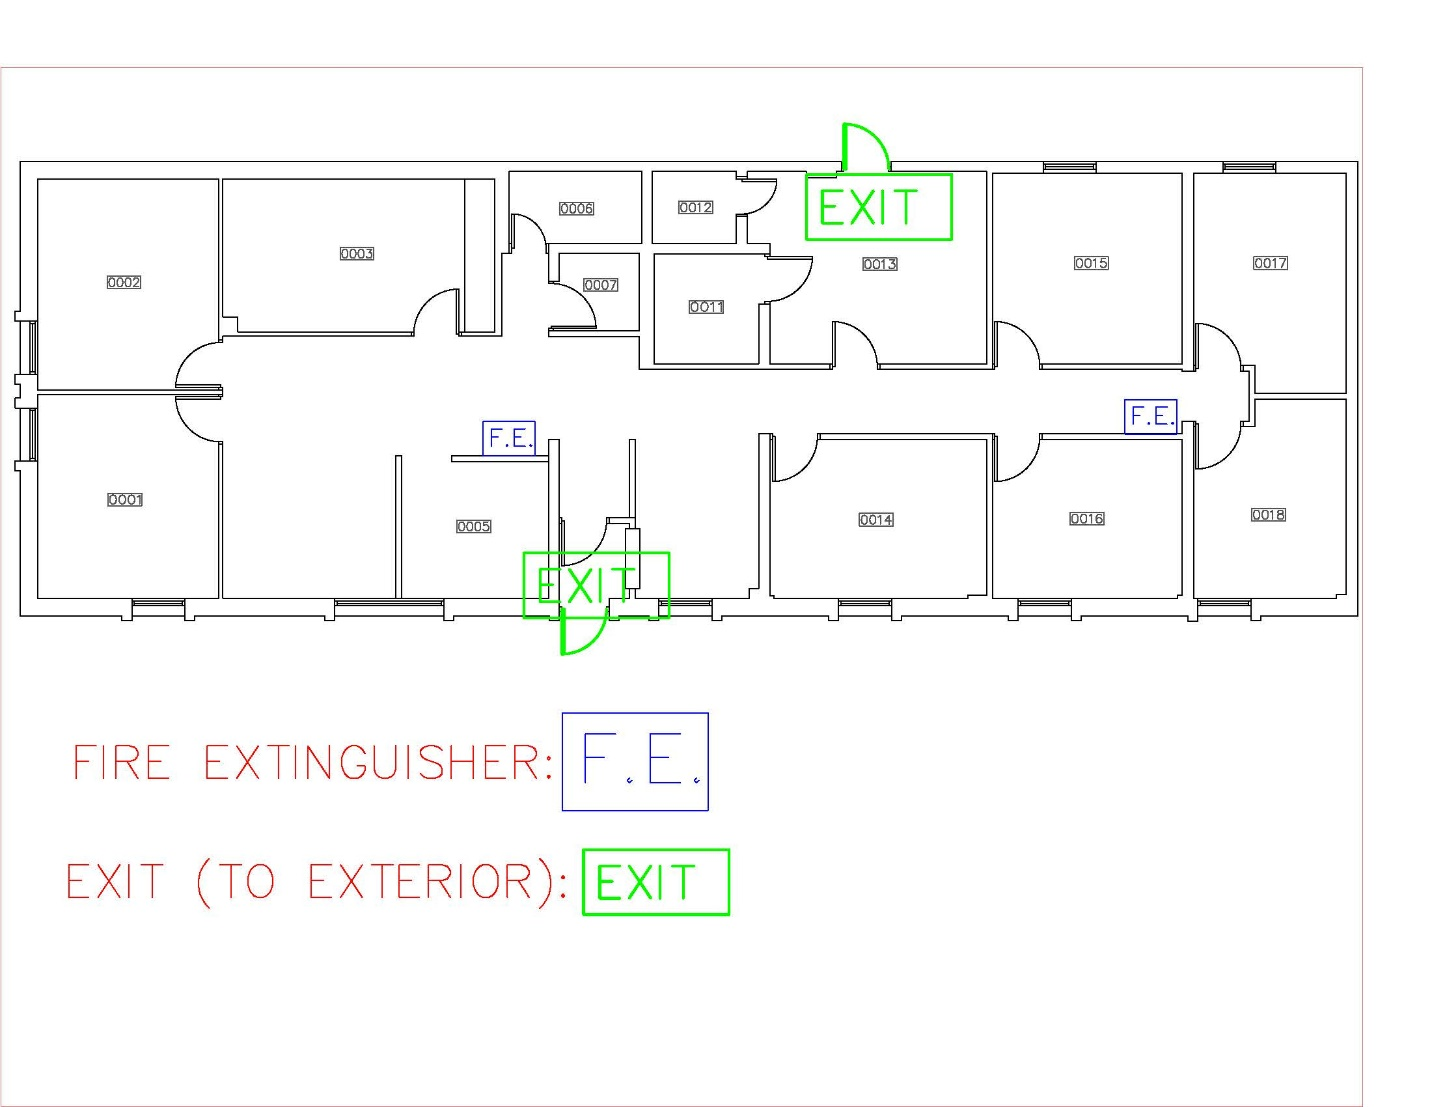 EXIT
0006
0012
0003
0013
0015
0017
0002
0007
0011
F.E.
F.E.
0001
0005
0014
0016
0018
EXIT
FIRE EXTINGUISHER: F.E.
EXIT (TO EXTERIOR): EXIT